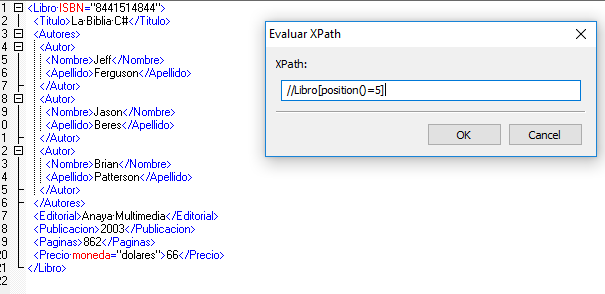 1 <Libro·ISBN="8441514844">
2 <Titulo>La·Biblia·C#</Titulo>
3 <Autores>
4 <Autor>
5 <Nombre>Jeff</Nombre>
6 <Apellido>Ferguson</Apellido>
7 </Autor>
8 <Autor>
9 <Nombre>Jason</Nombre>
0 <Apellido>Beres</Apellido>
1 </Autor>
2 <Autor>
3 <Nombre>Brian</Nombre>
4 <Apellido>Patterson</Apellido>
5 </Autor>
6 </Autores>
7 <Editorial>Anaya·Multimedia</Editorial>
8 <Publicacion>2003</Publicacion>
9 <Paginas>862</Paginas>
20 <Precio·moneda="dolares">66</Precio>
21 </Libro>
22
Evaluar XPath
XPath:
//Libro[position()=5]
OK Cancel